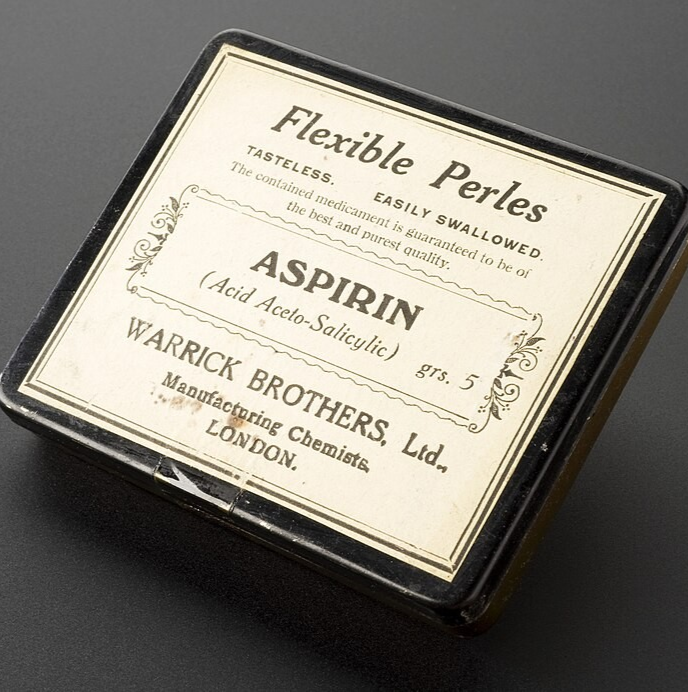 Flexible Perles
TASTELESS. EASILY SWALLOWED.
The contained medicament is guaranteed to be of
the best and purest quality.
ASPIRIN
(Acid Aceto-Salicylic)
grs. 5
WARRICK BROTHERS, Ltd.,
Manufacturing Chemists,
LONDON.